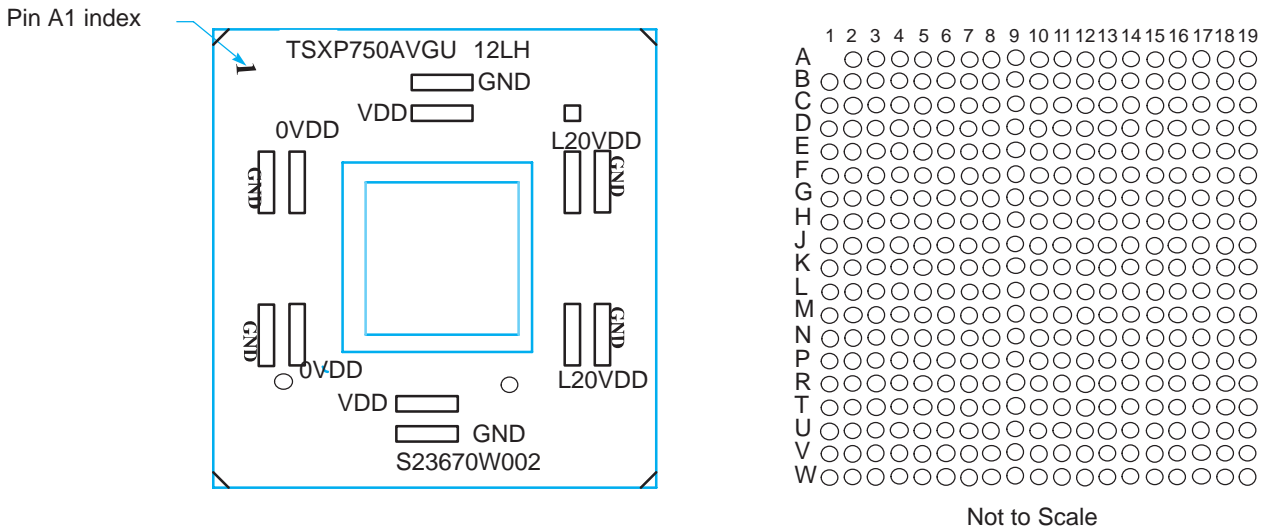 Pin A1 index
1
TSXP750AVGU 12LH
GND
VDD
0VDD
L20VDD
GND
GND
GND
GND
0VDD
L20VDD
VDD
GND
S23670W002
1 2 3 4 5 6 7 8 9 10 11 12 13 14 15 16 17 18 19
A
B
C
D
E
F
G
H
J
K
L
M
N
P
R
T
U
V
W
Not to Scale